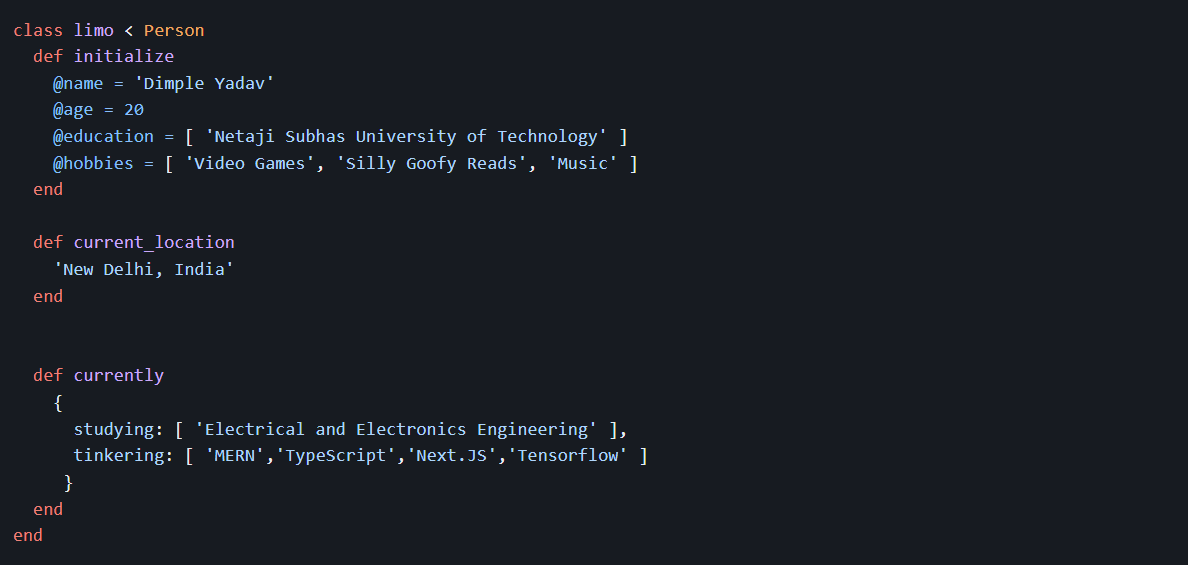 class limo < Person
  def initialize
    @name = 'Dimple Yadav'
    @age = 20
    @education = [ 'Netaji Subhas University of Technology' ]
    @hobbies = [ 'Video Games', 'Silly Goofy Reads', 'Music' ]
  end

  def current_location
    'New Delhi, India'
  end


  def currently
    {
      studying: [ 'Electrical and Electronics Engineering' ],
      tinkering: [ 'MERN','TypeScript','Next.JS','Tensorflow' ]
     }
  end
end